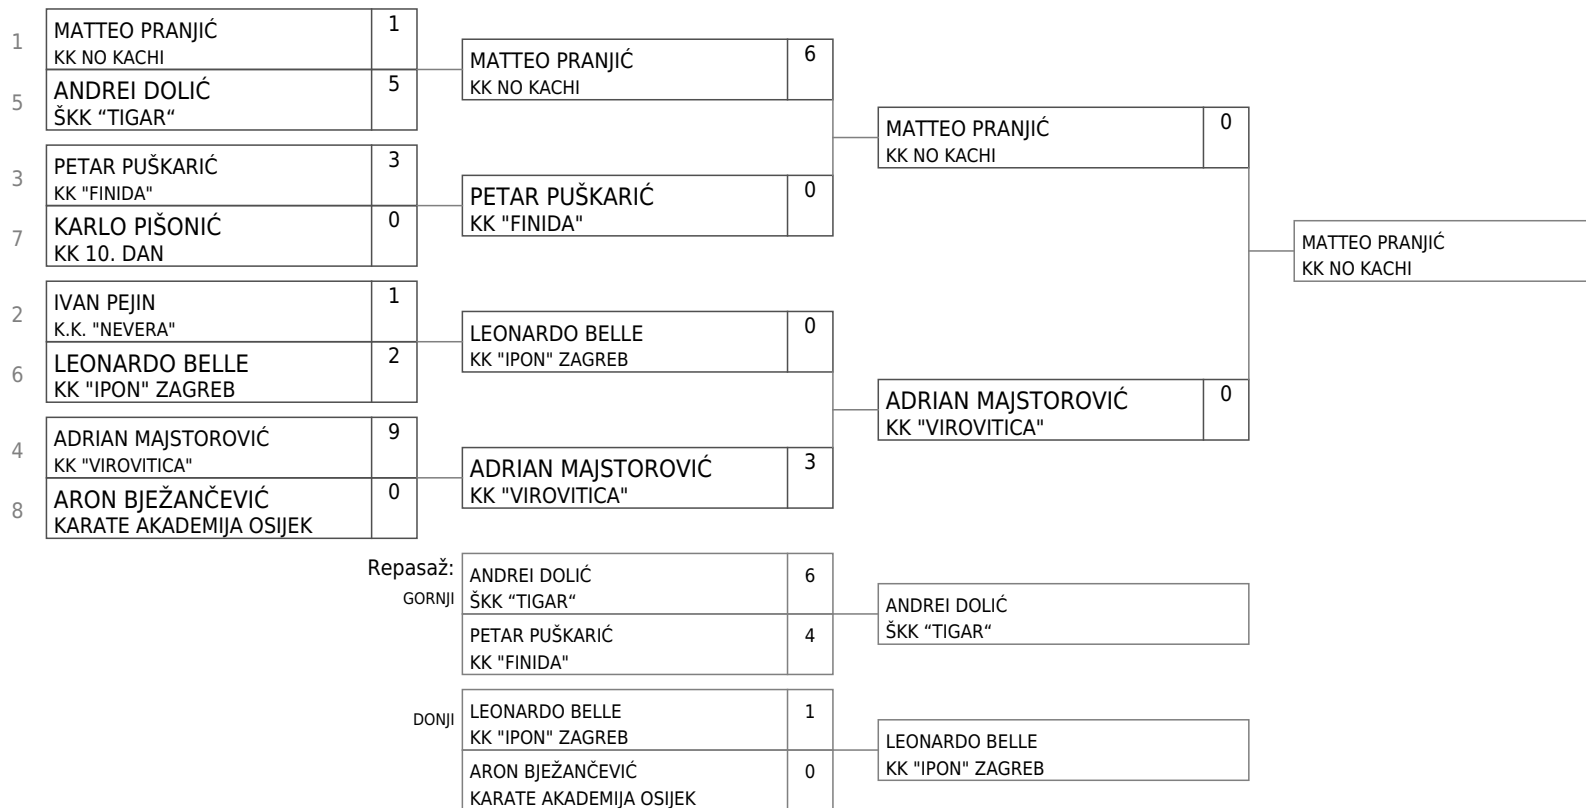 1
MATTEO PRANJIĆ
KK NO KACHI
1
5
ANDREI DOLIĆ
ŠKK “TIGAR“
5
3
PETAR PUŠKARIĆ
KK "FINIDA"
3
7
KARLO PIŠONIĆ
KK 10. DAN
0
2
IVAN PEJIN
K.K. "NEVERA"
1
6
LEONARDO BELLE
KK "IPON" ZAGREB
2
4
ADRIAN MAJSTOROVIĆ
KK "VIROVITICA"
9
8
ARON BJEŽANČEVIĆ
KARATE AKADEMIJA OSIJEK
0
MATTEO PRANJIĆ
KK NO KACHI
6
PETAR PUŠKARIĆ
KK "FINIDA"
0
LEONARDO BELLE
KK "IPON" ZAGREB
0
ADRIAN MAJSTOROVIĆ
KK "VIROVITICA"
3
MATTEO PRANJIĆ
KK NO KACHI
0
ADRIAN MAJSTOROVIĆ
KK "VIROVITICA"
0
MATTEO PRANJIĆ
KK NO KACHI
Repasaž:
GORNJI
ANDREI DOLIĆ
ŠKK “TIGAR“
6
PETAR PUŠKARIĆ
KK "FINIDA"
4
ANDREI DOLIĆ
ŠKK “TIGAR“
DONJI
LEONARDO BELLE
KK "IPON" ZAGREB
1
ARON BJEŽANČEVIĆ
KARATE AKADEMIJA OSIJEK
0
LEONARDO BELLE
KK "IPON" ZAGREB